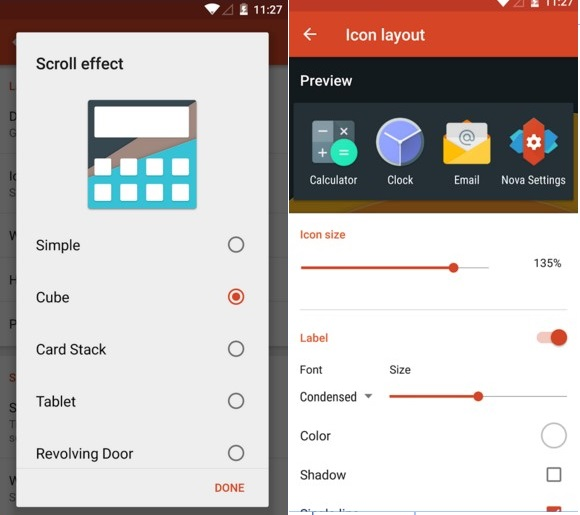 11:27
Scroll effect
Simple
Cube
Card Stack
Tablet
Revolving Door
DONE
11:27
Icon layout
Preview
Calculator
Clock
Email
Nova Settings
Icon size
135%
Label
Font
Size
Condensed
Color
Shadow